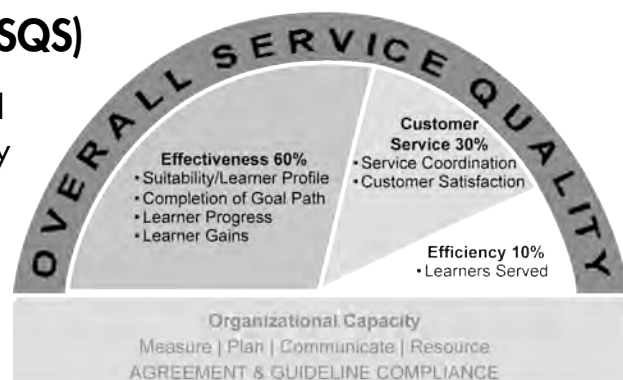 SQS)
OVERALL SERVICE QUALITY
Effectiveness 60%
• Suitability/Learner Profile
• Completion of Goal Path
• Learner Progress
• Learner Gains
Customer
Service 30%
• Service Coordination
• Customer Satisfaction
Efficiency 10%
• Learners Served
Organizational Capacity
Measure | Plan | Communicate | Resource
AGREEMENT & GUIDELINE COMPLIANCE